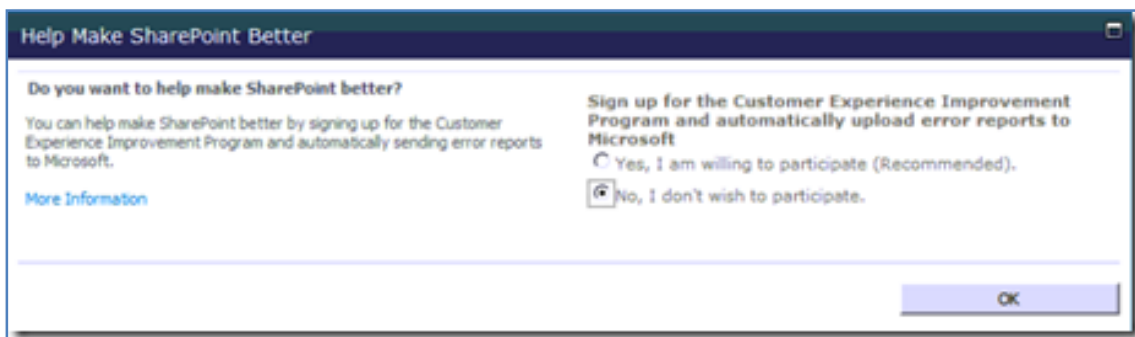 Help Make SharePoint Better
Do you want to help make SharePoint better?
You can help make SharePoint better by signing up for the Customer
Experience Improvement Program and automatically sending error reports
to Microsoft.
More Information
Sign up for the Customer Experience Improvement
Program and automatically upload error reports to
Microsoft
Yes, I am willing to participate (Recommended).
No, I don't wish to participate.
OK